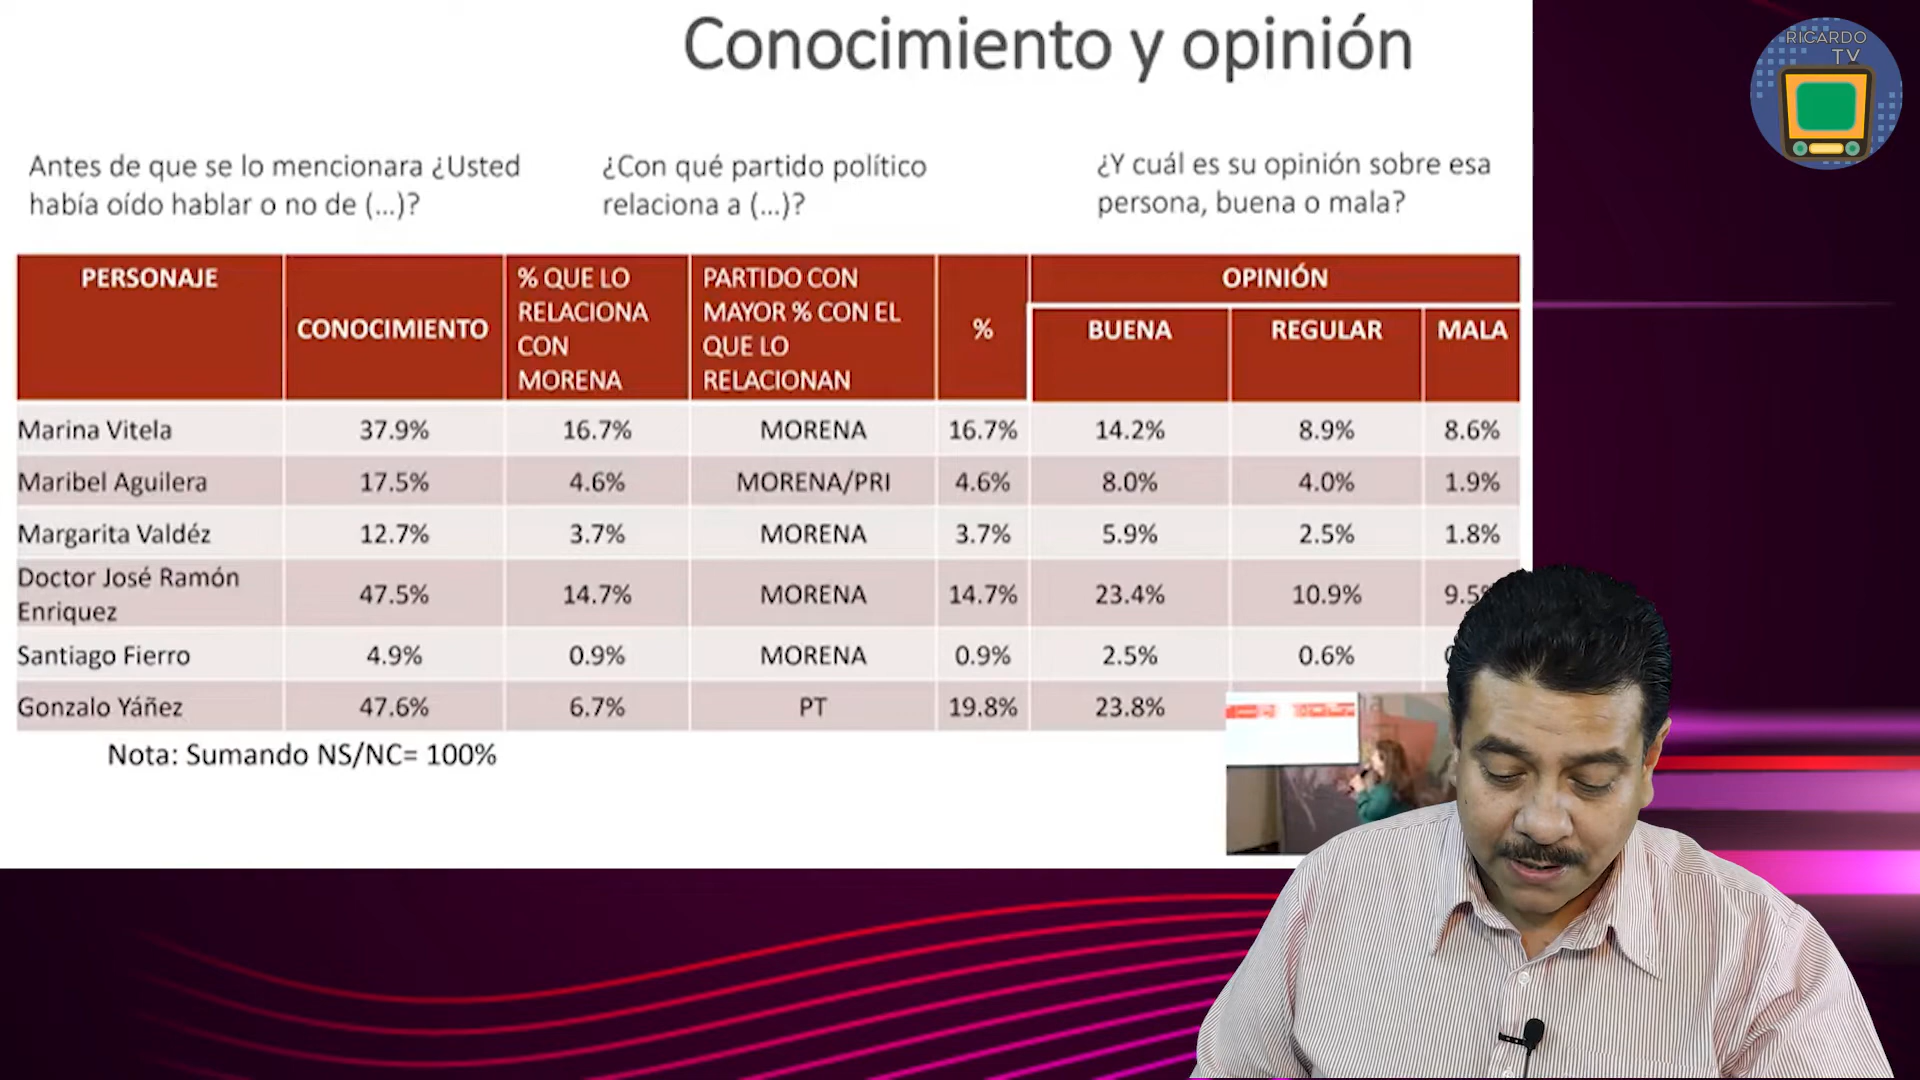 Conocimiento y opinión
RICARDO
TV
Antes de que se lo mencionara ¿Usted
había oído hablar o no de (...)?
¿Con qué partido político
relaciona a (...)?
¿Y cuál es su opinión sobre esa
persona, buena o mala?
PERSONAJE
CONOCIMIENTO
% QUE LO
RELACIONA
CON
MORENA
PARTIDO CON
MAYOR % CON EL
QUE LO
RELACIONAN
%
OPINIÓN
BUENA REGULAR MALA
Marina Vitela 37.9% 16.7% MORENA 16.7% 14.2% 8.9% 8.6%
Maribel Aguilera 17.5% 4.6% MORENA/PRI 4.6% 8.0% 4.0% 1.9%
Margarita Valdéz 12.7% 3.7% MORENA 3.7% 5.9% 2.5% 1.8%
Doctor José Ramón
Enriquez 47.5% 14.7% MORENA 14.7% 23.4% 10.9% 9.5
Santiago Fierro 4.9% 0.9% MORENA 0.9% 2.5% 0.6%
Gonzalo Yáñez 47.6% 6.7% PT 19.8% 23.8%
Nota: Sumando NS/NC= 100%